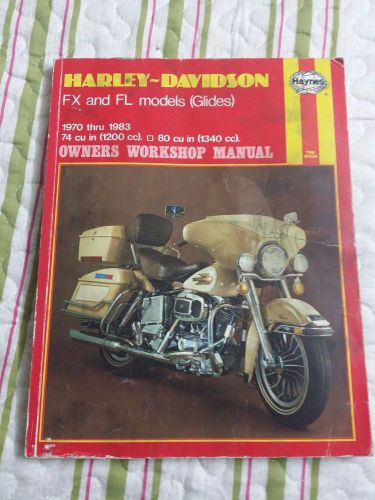 HARLEY~DAVIDSON
Haynes
FX and FL models (Glides)
1970 thru 1983
74 cu in (1200 cc). □ 80 cu in (1340 cc).
OWNERS WORKSHOP MANUAL